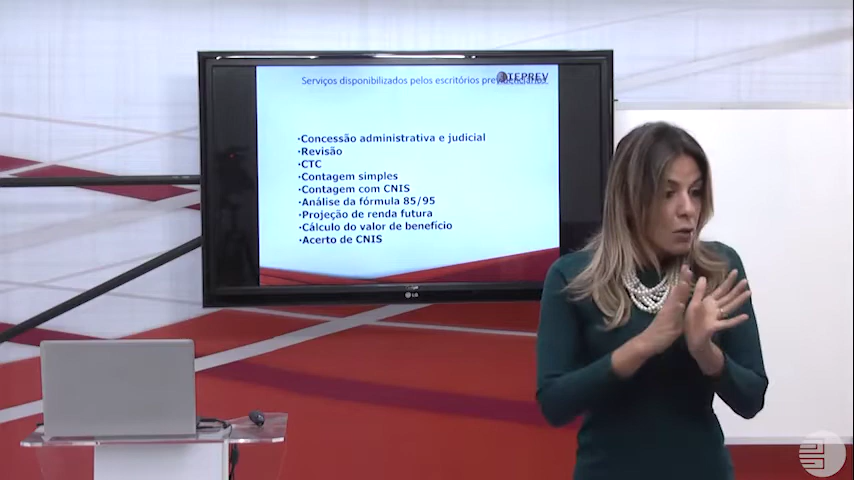 IEPREV
Serviços disponibilizados pelos escritórios previdenciários
·Concessão administrativa e judicial
·Revisão
·CTC
·Contagem simples
·Contagem com CNIS
·Análise da fórmula 85/95
·Projeção de renda futura
·Cálculo do valor de benefício
·Acerto de CNIS
LG